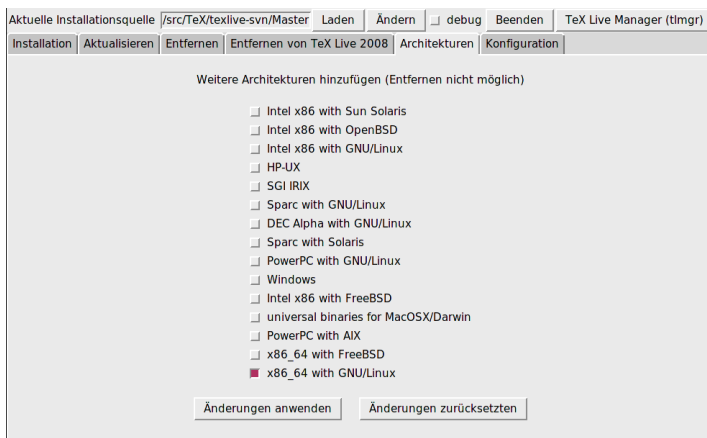 Aktuelle Installationsquelle /src/TeX/texlive-svn/Master Laden Ändern debug Beenden TeX Live Manager (tlmgr)
Installation Aktualisieren Entfernen Entfernen von TeX Live 2008 Architekturen Konfiguration
Weitere Architekturen hinzufügen (Entfernen nicht möglich)
Intel x86 with Sun Solaris
Intel x86 with OpenBSD
Intel x86 with GNU/Linux
HP-UX
SGI IRIX
Sparc with GNU/Linux
DEC Alpha with GNU/Linux
Sparc with Solaris
PowerPC with GNU/Linux
Windows
Intel x86 with FreeBSD
universal binaries for MacOSX/Darwin
PowerPC with AIX
x86_64 with FreeBSD
x86_64 with GNU/Linux
Änderungen anwenden Änderungen zurücksetzten